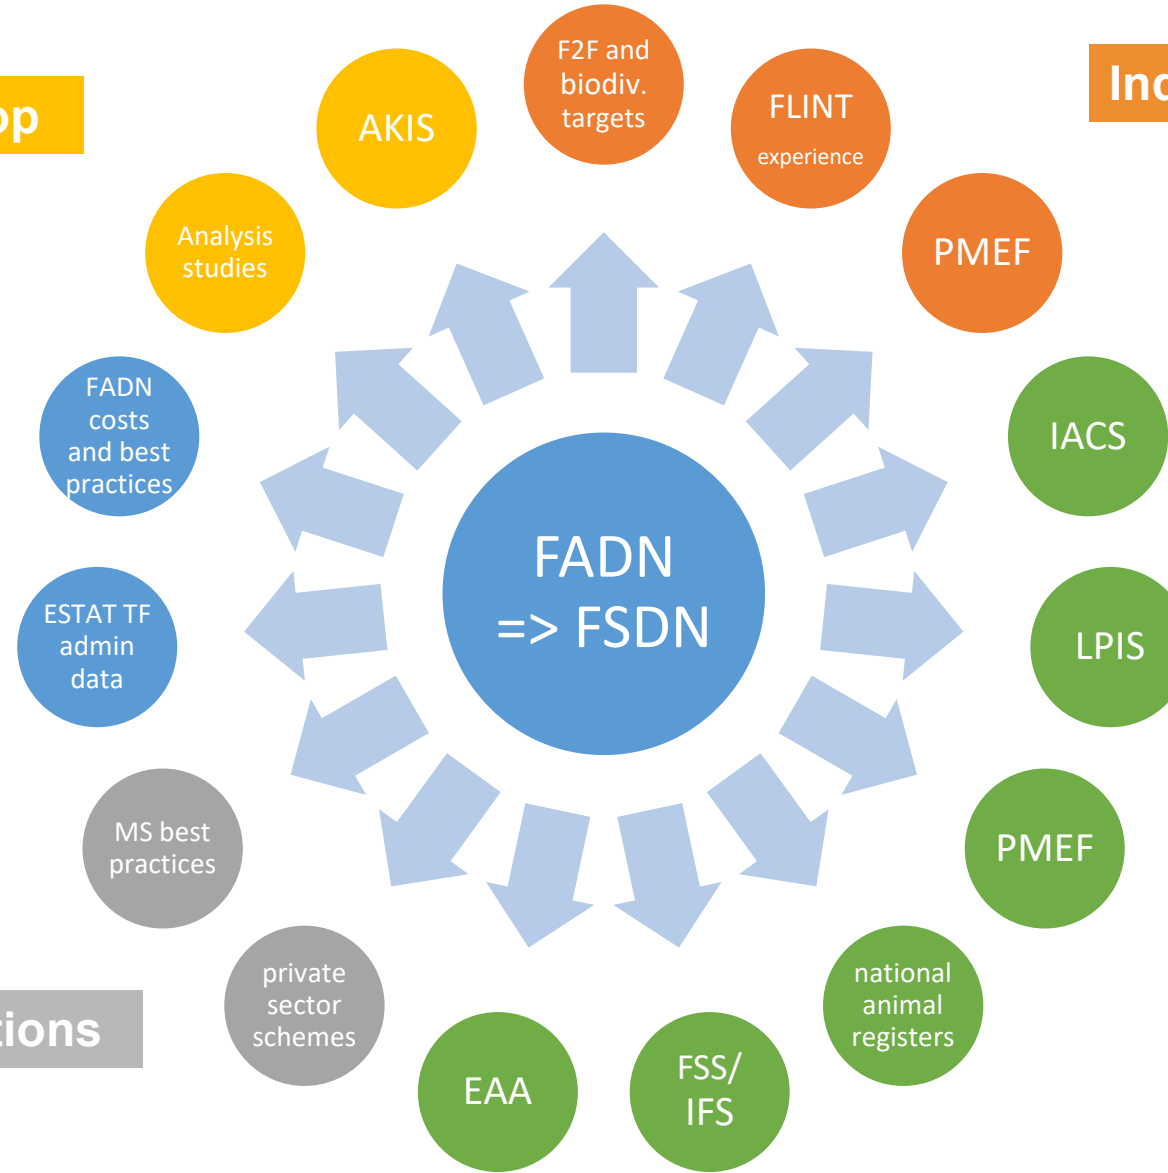 F2F and
biodiv.
targets
FLINT
experience
PMEF
IACS
LPIS
PMEF
national
animal
registers
FSS/
IFS
EAA
private
sector
schemes
MS best
practices
ESTAT TF
admin
data
FADN
costs
and best
practices
Analysis
studies
AKIS
FADN
=> FSDN